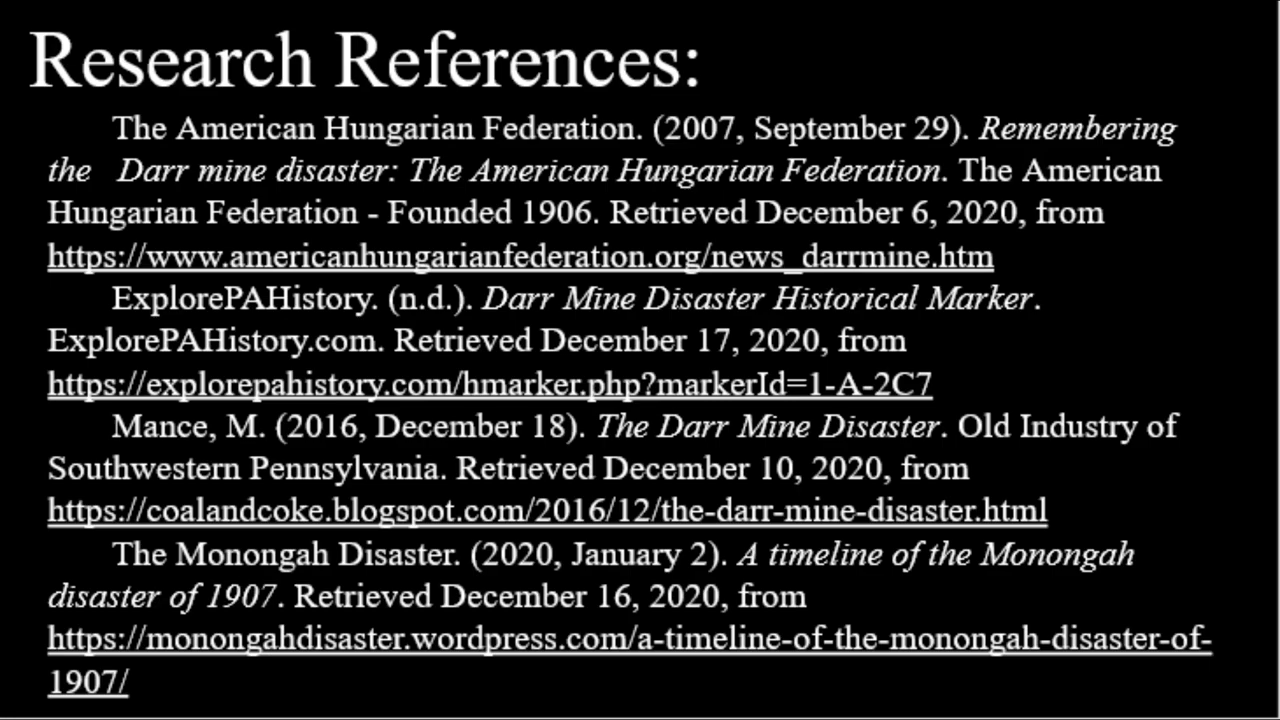 Research References:
The American Hungarian Federation. (2007, September 29). Remembering
the Darr mine disaster: The American Hungarian Federation. The American
Hungarian Federation - Founded 1906. Retrieved December 6, 2020, from
https://www.americanhungarianfederation.org/news_darrmine.htm
ExplorePAHistory. (n.d.). Darr Mine Disaster Historical Marker.
ExplorePAHistory.com. Retrieved December 17, 2020, from
https://explorepahistory.com/hmarker.php?markerId=1-A-2C7
Mance, M. (2016, December 18). The Darr Mine Disaster. Old Industry of
Southwestern Pennsylvania. Retrieved December 10, 2020, from
https://coalandcoke.blogspot.com/2016/12/the-darr-mine-disaster.html
The Monongah Disaster. (2020, January 2). A timeline of the Monongah
disaster of 1907. Retrieved December 16, 2020, from
https://monongahdisaster.wordpress.com/a-timeline-of-the-monongah-disaster-of-
1907/